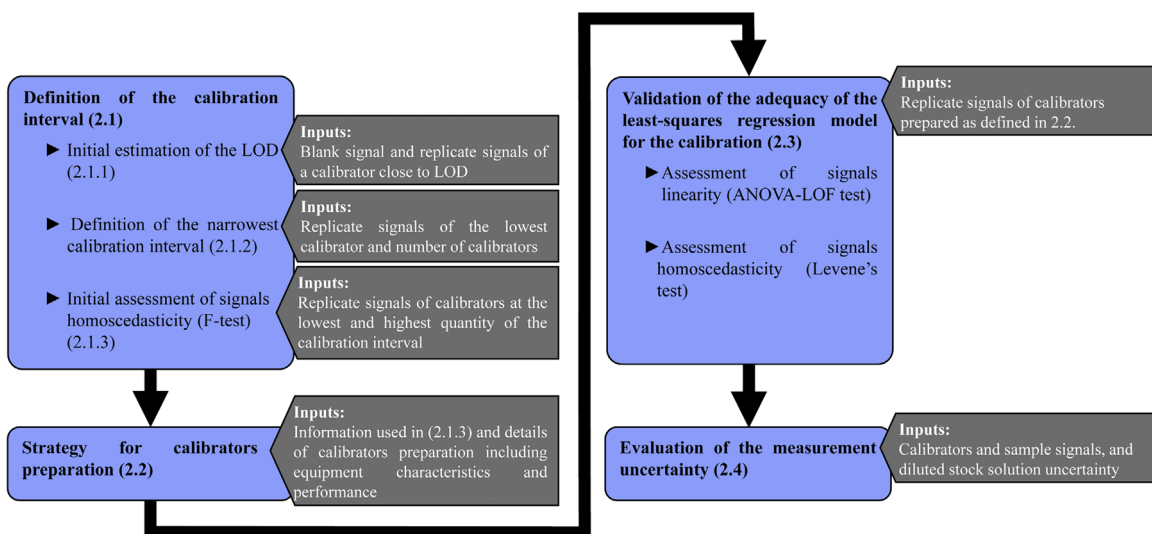 Definition of the calibration
interval (2.1)
► Initial estimation of the LOD
(2.1.1)
Inputs:
Blank signal and replicate signals of
a calibrator close to LOD
► Definition of the narrowest
calibration interval (2.1.2)
Inputs:
Replicate signals of the lowest
calibrator and number of calibrators
► Initial assessment of signals
homoscedasticity (F-test)
(2.1.3)
Inputs:
Replicate signals of calibrators at the
lowest and highest quantity of the
calibration interval
Strategy for calibrators
preparation (2.2)
Inputs:
Information used in (2.1.3) and details
of calibrators preparation including
equipment characteristics and
performance
Validation of the adequacy of the
least-squares regression model
for the calibration (2.3)
Inputs:
Replicate signals of calibrators
prepared as defined in 2.2.
►Assessment of signals
linearity (ANOVA-LOF test)
►Assessment of signals
homoscedasticity (Levene’s
test)
Evaluation of the measurement
uncertainty (2.4)
Inputs:
Calibrators and sample signals, and
diluted stock solution uncertainty